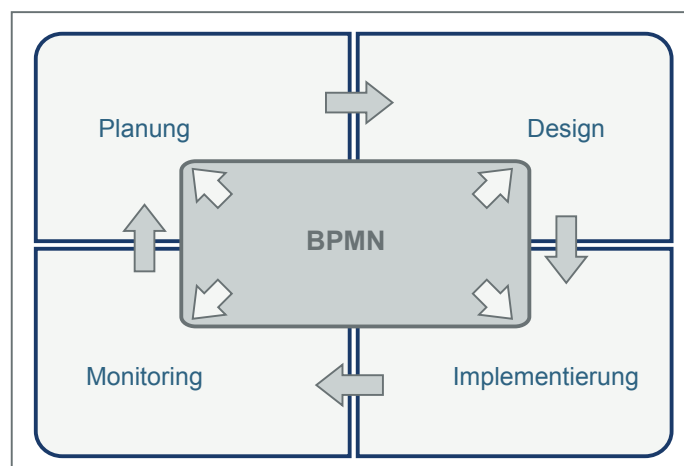 Planung
Design
BPMN
Monitoring
Implementierung